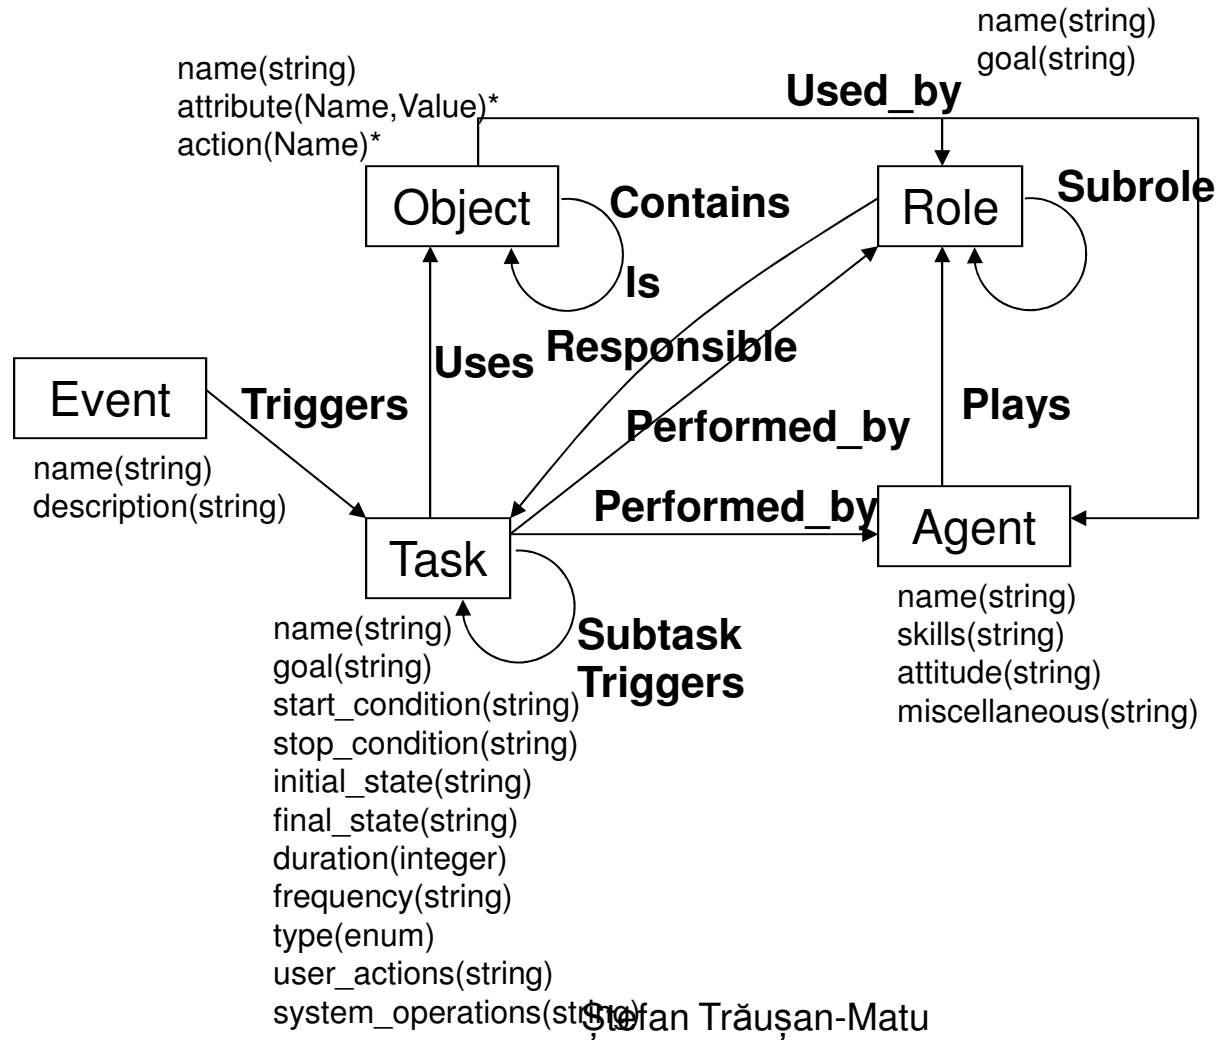 name(string)
goal(string)
name(string)
attribute(Name,Value)*
action(Name)*
Used_by
Object
Contains
Is
Role
Subrole
Uses
Responsible
Event
Triggers
name(string)
description(string)
Performed_by
Plays
Performed_by
Task
Agent
Subtask
Triggers
name(string)
goal(string)
start_condition(string)
stop_condition(string)
initial_state(string)
final_state(string)
duration(integer)
frequency(string)
type(enum)
user_actions(string)
system_operations(string)
name(string)
skills(string)
attitude(string)
miscellaneous(string)
Ștefan Trăușan-Matu